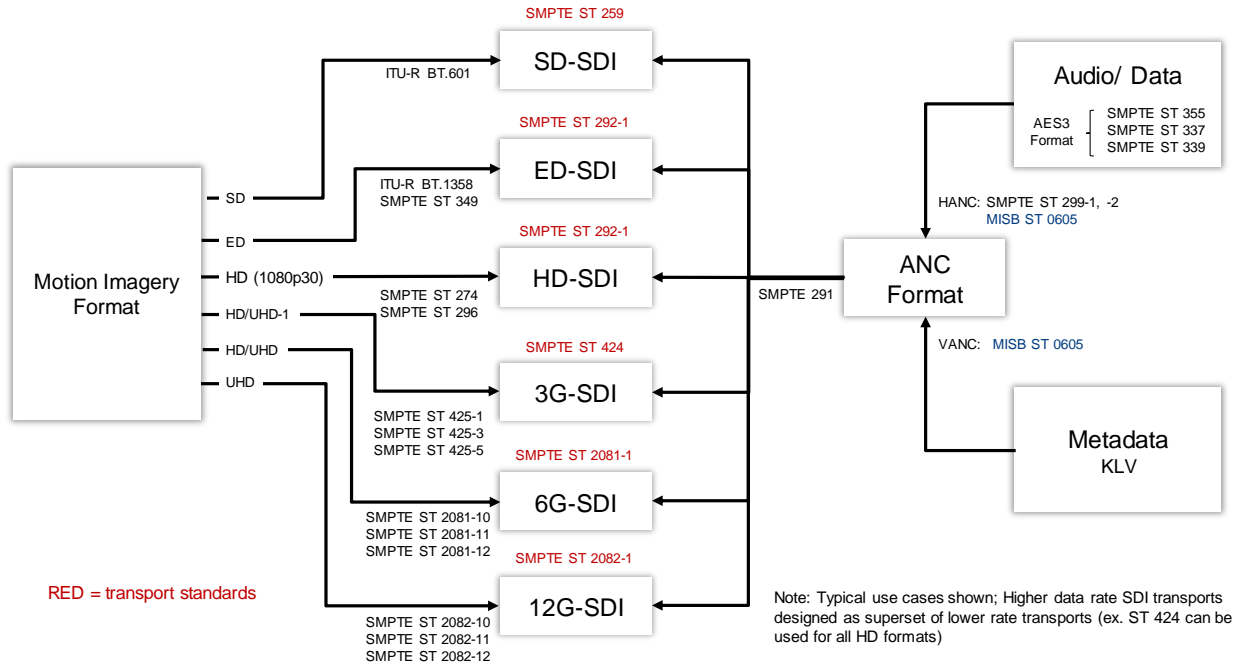 SMPTE ST 259
SD-SDI
ITU-R BT.601
SMPTE ST 292-1
ED-SDI
ITU-R BT.1358
SMPTE ST 349
SMPTE ST 292-1
HD-SDI
SMPTE ST 274
SMPTE ST 296
SMPTE ST 424
3G-SDI
SMPTE ST 425-1
SMPTE ST 425-3
SMPTE ST 425-5
SMPTE ST 2081-1
6G-SDI
SMPTE ST 2081-10
SMPTE ST 2081-11
SMPTE ST 2081-12
SMPTE ST 2082-1
12G-SDI
SMPTE ST 2082-10
SMPTE ST 2082-11
SMPTE ST 2082-12
Motion Imagery
Format
SD
ED
HD (1080p30)
HD/UHD-1
HD/UHD
UHD
RED = transport standards
Audio/ Data
AES3
Format
SMPTE ST 355
SMPTE ST 337
SMPTE ST 339
HANC: SMPTE ST 299-1, -2
MISB ST 0605
ANC
Format
SMPTE 291
VANC: MISB ST 0605
Metadata
KLV
Note: Typical use cases shown; Higher data rate SDI transports
designed as superset of lower rate transports (ex. ST 424 can be
used for all HD formats)